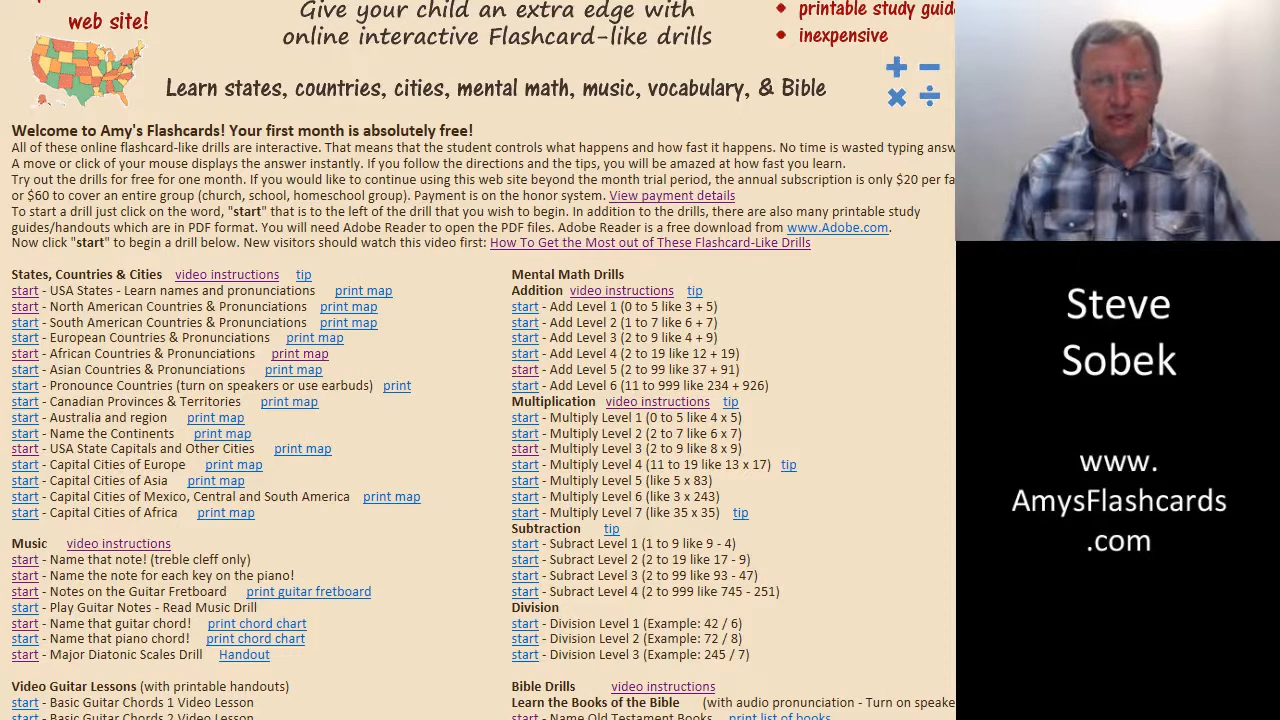 web site!
Give your child an extra edge with
online interactive Flashcard-like drills
• printable study guid
• inexpensive
Learn states, countries, cities, mental math, music, vocabulary, & Bible
Welcome to Amy's Flashcards! Your first month is absolutely free!
All of these online flashcard-like drills are interactive. That means that the student controls what happens and how fast it happens. No time is wasted typing answ
A move or click of your mouse displays the answer instantly. If you follow the directions and the tips, you will be amazed at how fast you learn.
Try out the drills for free for one month. If you would like to continue using this web site beyond the month trial period, the annual subscription is only $20 per fa
or $60 to cover an entire group (church, school, homeschool group). Payment is on the honor system. View payment details
To start a drill just click on the word, "start" that is to the left of the drill that you wish to begin. In addition to the drills, there are also many printable study
guides/handouts which are in PDF format. You will need Adobe Reader to open the PDF files. Adobe Reader is a free download from www.Adobe.com.
Now click "start" to begin a drill below. New visitors should watch this video first: How To Get the Most out of These Flashcard-Like Drills
States, Countries & Cities video instructions tip
start - USA States - Learn names and pronunciations print map
start - North American Countries & Pronunciations print map
start - South American Countries & Pronunciations print map
start - European Countries & Pronunciations print map
start - African Countries & Pronunciations print map
start - Asian Countries & Pronunciations print map
start - Pronounce Countries (turn on speakers or use earbuds) print
start - Canadian Provinces & Territories print map
start - Australia and region print map
start - Name the Continents print map
start - USA State Capitals and Other Cities print map
start - Capital Cities of Europe print map
start - Capital Cities of Asia print map
start - Capital Cities of Mexico, Central and South America print map
start - Capital Cities of Africa print map
Music video instructions
start - Name that note! (treble cleff only)
start - Name the note for each key on the piano!
start - Notes on the Guitar Fretboard print guitar fretboard
start - Play Guitar Notes - Read Music Drill
start - Name that guitar chord! print chord chart
start - Name that piano chord! print chord chart
start - Major Diatonic Scales Drill Handout
Video Guitar Lessons (with printable handouts)
start - Basic Guitar Chords 1 Video Lesson
start - Basic Guitar Chords 2 Video Lesson
Mental Math Drills
Addition video instructions tip
start - Add Level 1 (0 to 5 like 3 + 5)
start - Add Level 2 (1 to 7 like 6 + 7)
start - Add Level 3 (2 to 9 like 4 + 9)
start - Add Level 4 (2 to 19 like 12 + 19)
start - Add Level 5 (2 to 99 like 37 + 91)
start - Add Level 6 (11 to 999 like 234 + 926)
Multiplication video instructions tip
start - Multiply Level 1 (0 to 5 like 4 x 5)
start - Multiply Level 2 (2 to 7 like 6 x 7)
start - Multiply Level 3 (2 to 9 like 8 x 9)
start - Multiply Level 4 (11 to 19 like 13 x 17) tip
start - Multiply Level 5 (like 5 x 83)
start - Multiply Level 6 (like 3 x 243)
start - Multiply Level 7 (like 35 x 35) tip
Subtraction tip
start - Subract Level 1 (1 to 9 like 9 - 4)
start - Subract Level 2 (2 to 19 like 17 - 9)
start - Subract Level 3 (2 to 99 like 93 - 47)
start - Subract Level 4 (2 to 999 like 745 - 251)
Division
start - Division Level 1 (Example: 42 / 6)
start - Division Level 2 (Example: 72 / 8)
start - Division Level 3 (Example: 245 / 7)
Bible Drills video instructions
Learn the Books of the Bible (with audio pronunciation - Turn on speake
start - Name Old Testament Books print list of books
Steve
Sobek
www.
AmysFlashcards
.com